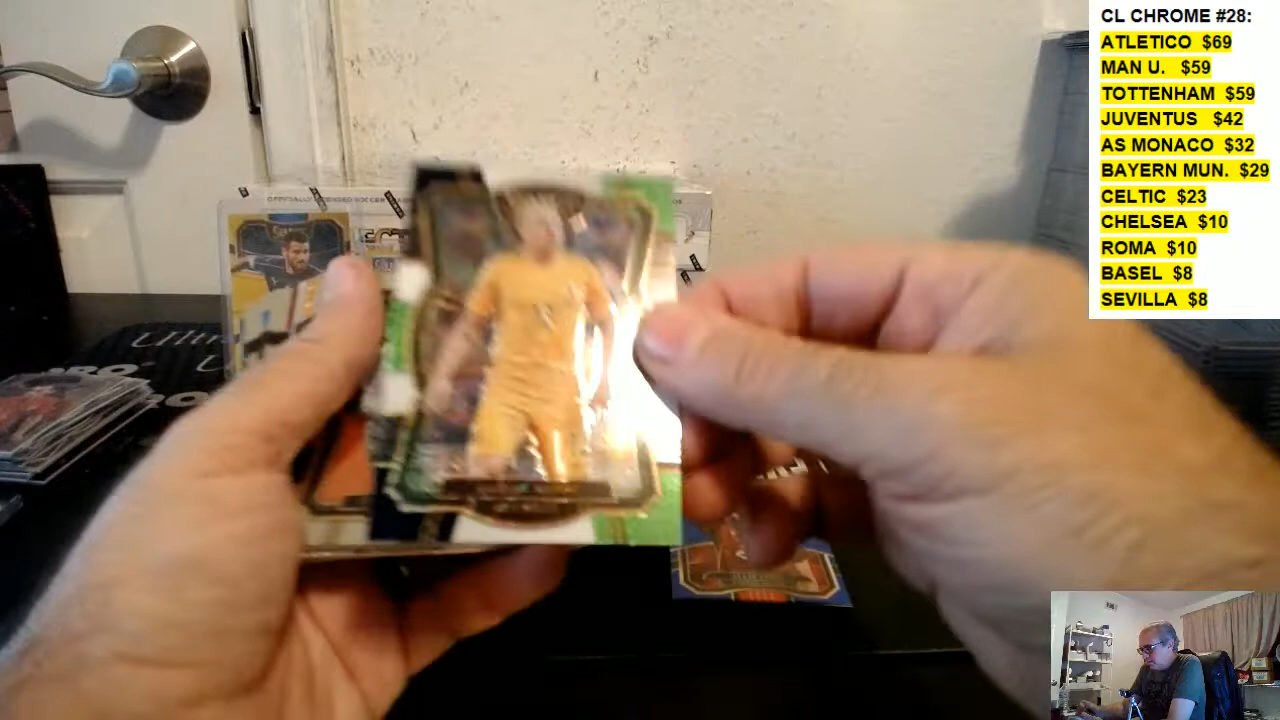 CL CHROME #28:
ATLETICO $69
MAN U. $59
TOTTENHAM $59
JUVENTUS $42
AS MONACO $32
BAYERN MUN. $29
CELTIC $23
CHELSEA $10
ROMA $10
BASEL $8
SEVILLA $8